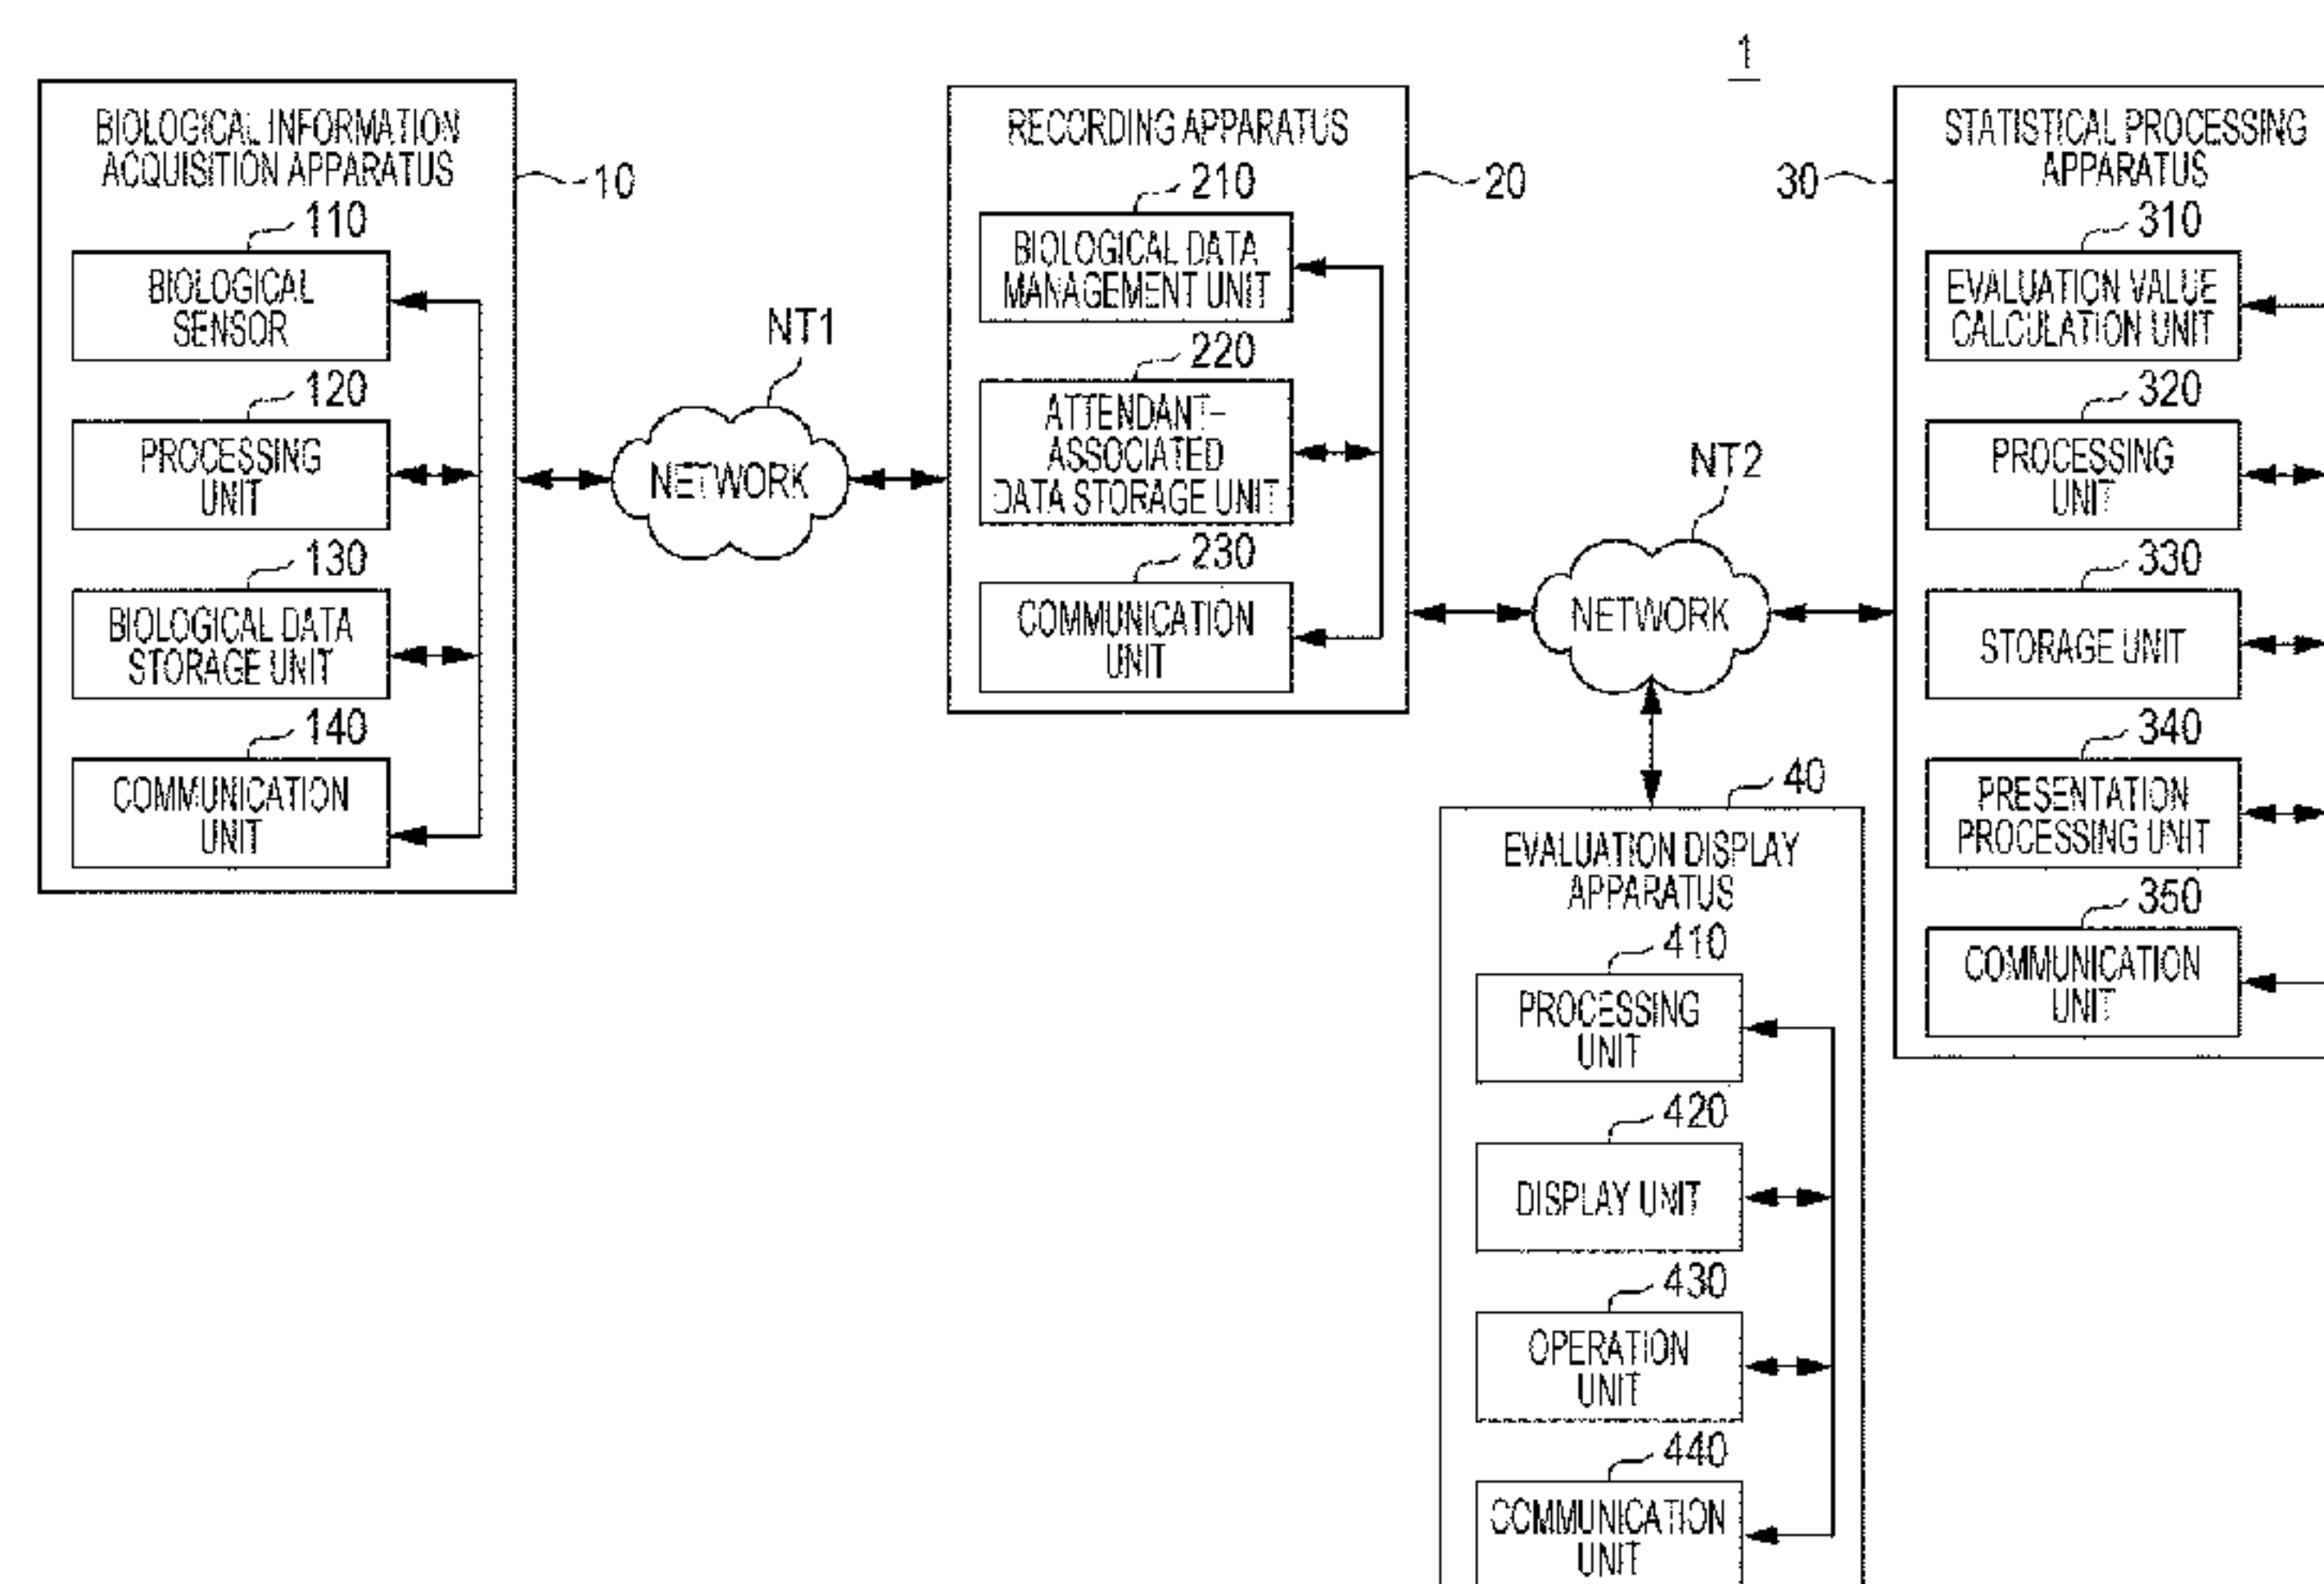 1
BIOLOGICAL INFORMATION
ACQUISITION APPARATUS
10
110
BIOLOGICAL
SENSOR
120
PROCESSING
UNIT
130
BIOLOGICAL DATA
STORAGE UNIT
140
COMMUNICATION
UNIT
NT1
NETWORK
RECORDING APPARATUS
20
210
BIOLOGICAL DATA
MANAGEMENT UNIT
220
ATTENDANT-
ASSOCIATED
DATA STORAGE UNIT
230
COMMUNICATION
UNIT
NT2
NETWORK
30
STATISTICAL PROCESSING
APPARATUS
310
EVALUATION VALUE
CALCULATION UNIT
320
PROCESSING
UNIT
330
STORAGE UNIT
340
PRESENTATION
PROCESSING UNIT
350
COMMUNICATION
UNIT
40
EVALUATION DISPLAY
APPARATUS
410
PROCESSING
UNIT
420
DISPLAY UNIT
430
OPERATION
UNIT
440
COMMUNICATION
UNIT